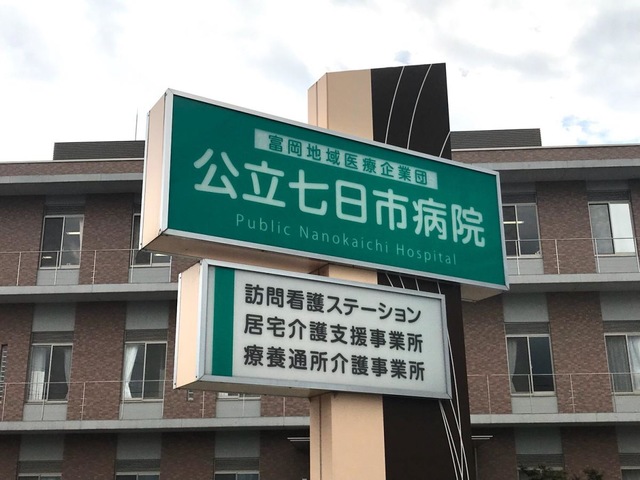 富岡地域医療企業団
公立七日市病院
Public Nanokaichi Hospital
訪問看護ステーション
居宅介護支援事業所
療養通所介護事業所